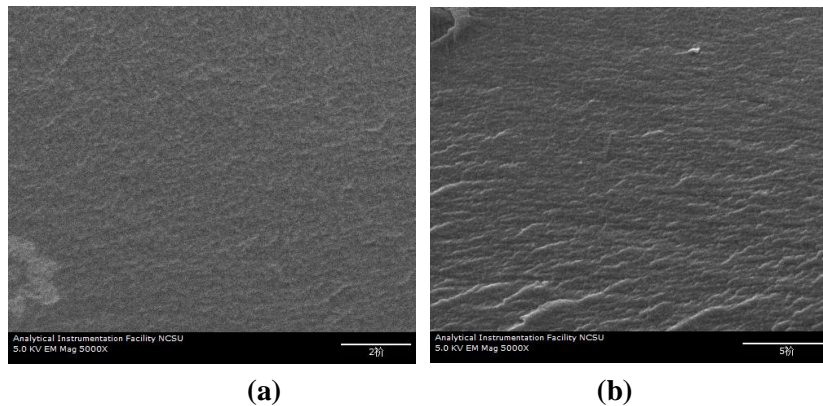 Analytical Instrumentation Facility NCSU
5.0 KV EM Mag 5000X
2㎛
Analytical Instrumentation Facility NCSU
5.0 KV EM Mag 5000X
(a)
(b)